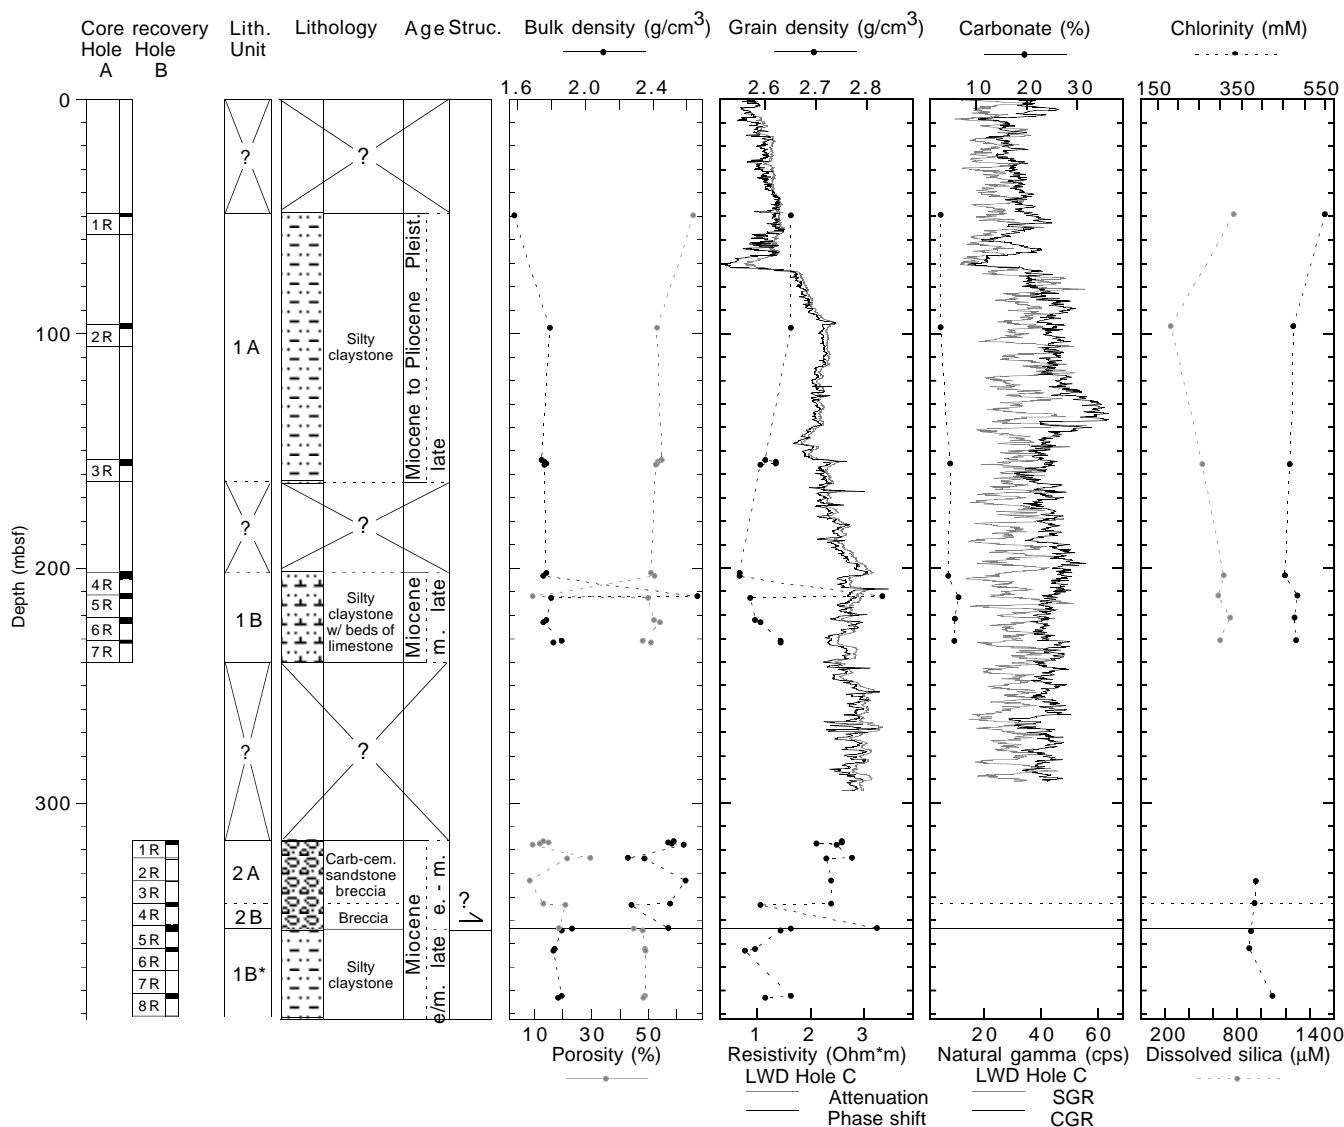 Core recovery Lith. Lithology Age Struc. Bulk density (g/cm3) Grain density (g/cm3) Carbonate (%) Chlorinity (mM)
Hole Hole Unit
A B
1.6 2.0 2.4 2.6 2.7 2.8 10 20 30 150 350 550
0
? ?
1R
Pleist.
2R
100
1A
Silty
claystone
Miocene to Pliocene
late
3R
? ?
Depth (mbsf)
200
4R
5R
6R
7R
1B
Silty
claystone
w/ beds of
limestone
Miocene
m. late
? ?
300
1R
2R
3R
4R
5R
6R
7R
8R
2A
Carb-cem.
sandstone
breccia
2B
Breccia
?
1B*
Silty
claystone
Miocene
e/m. late e. - m.
10 30 50 1 2 3 20 40 60 200 800 1400
Porosity (%) Resistivity (Ohm*m) Natural gamma (cps) Dissolved silica (µM)
LWD Hole C LWD Hole C
Attenuation SGR
Phase shift CGR